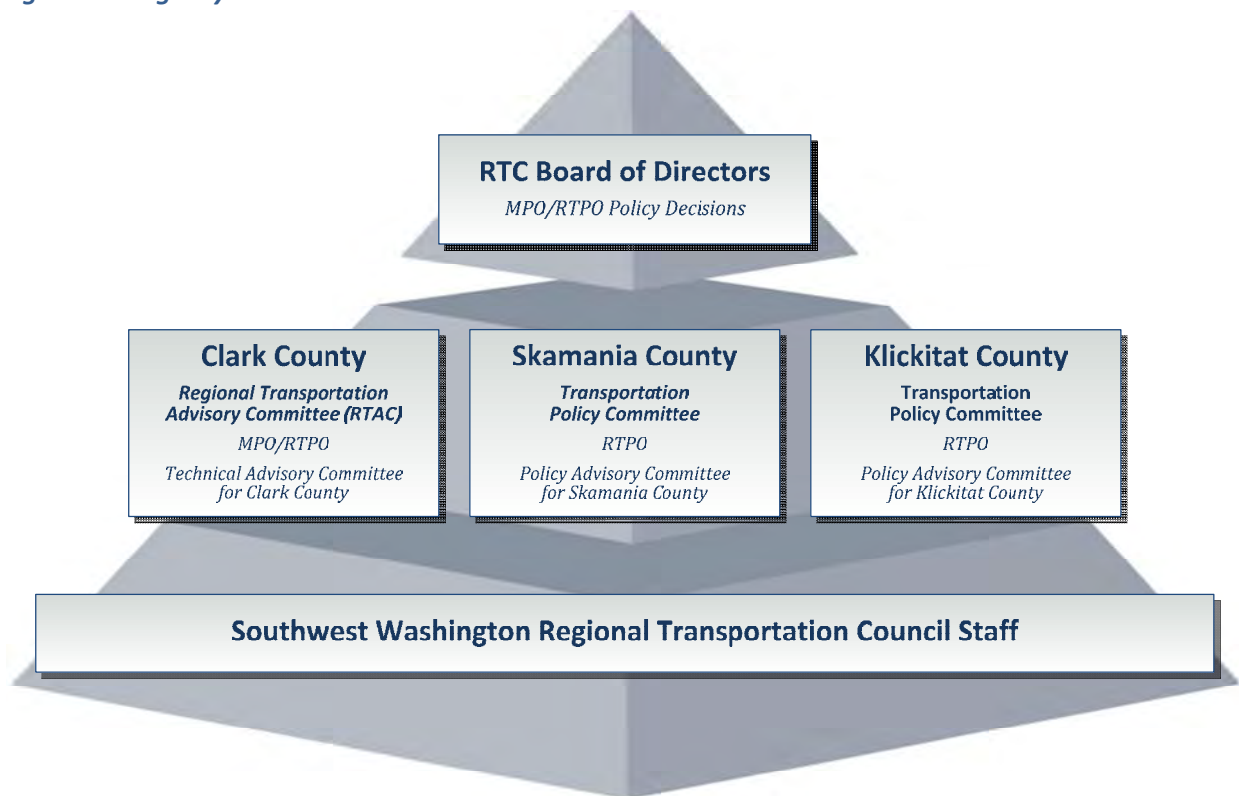 RTC Board of Directors
MPO/RTPO Policy Decisions
Clark County
Regional Transportation
Advisory Committee (RTAC)
MPO/RTPO
Technical Advisory Committee
for Clark County
Skamania County
Transportation
Policy Committee
RTPO
Policy Advisory Committee
for Skamania County
Klickitat County
Transportation
Policy Committee
RTPO
Policy Advisory Committee
for Klickitat County
Southwest Washington Regional Transportation Council Staff